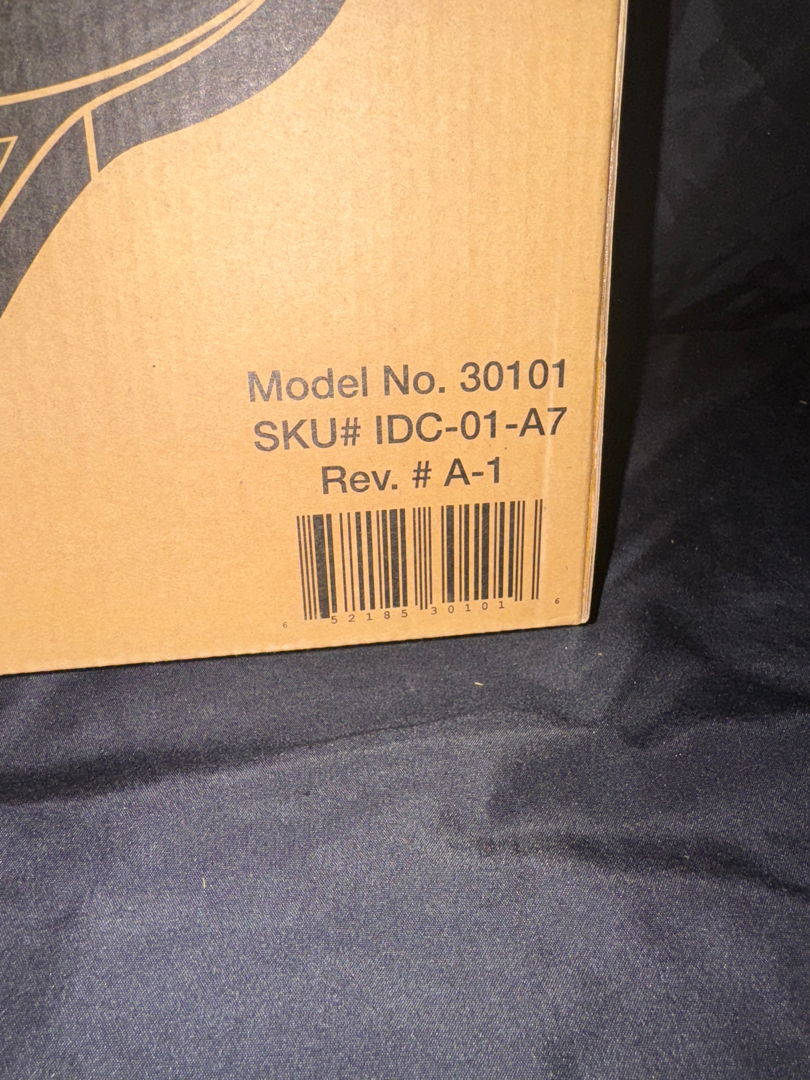 Model No. 30101
SKU# IDC-01-A7
Rev. # A-1
6 52185 30101 6